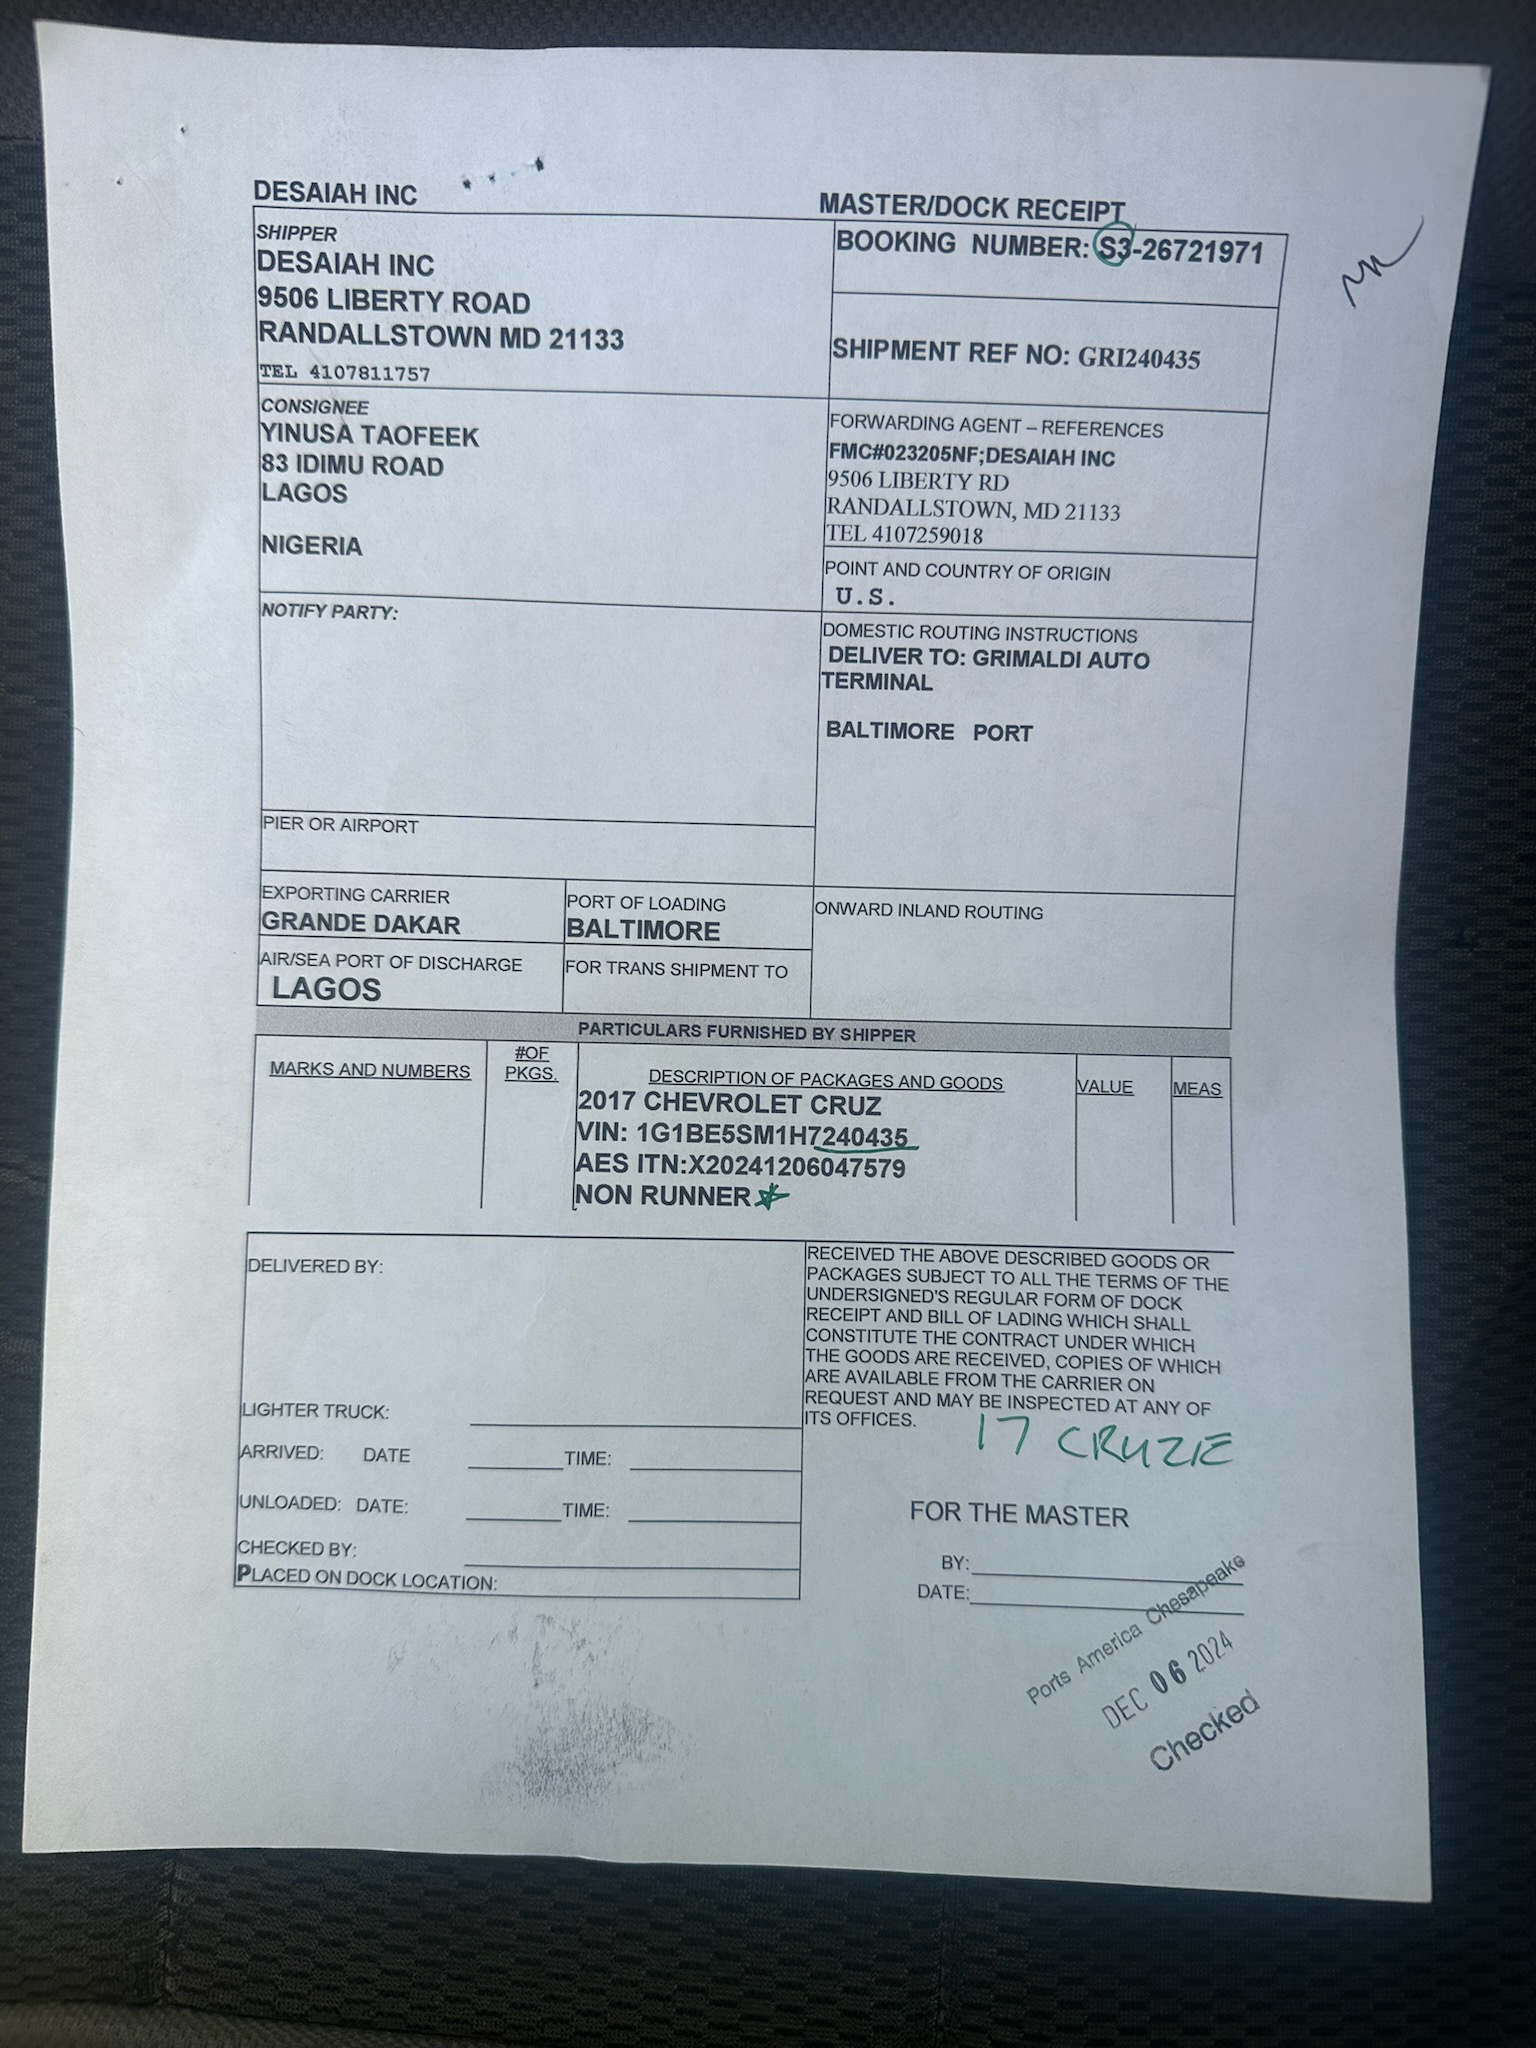 DESAIAH INC
MASTER/DOCK RECEIPT
SHIPPER
DESAIAH INC
9506 LIBERTY ROAD
RANDALLSTOWN MD 21133
TEL 4107811757
BOOKING NUMBER: S3-26721971
SHIPMENT REF NO: GRI240435
CONSIGNEE
YINUSA TAOFEEK
83 IDIMU ROAD
LAGOS
NIGERIA
FORWARDING AGENT – REFERENCES
FMC#023205NF;DESAIAH INC
9506 LIBERTY RD
RANDALLSTOWN, MD 21133
TEL 4107259018
POINT AND COUNTRY OF ORIGIN
U.S.
NOTIFY PARTY:
DOMESTIC ROUTING INSTRUCTIONS
DELIVER TO: GRIMALDI AUTO
TERMINAL
BALTIMORE PORT
PIER OR AIRPORT
EXPORTING CARRIER
GRANDE DAKAR
PORT OF LOADING
BALTIMORE
ONWARD INLAND ROUTING
AIR/SEA PORT OF DISCHARGE
LAGOS
FOR TRANS SHIPMENT TO
PARTICULARS FURNISHED BY SHIPPER
MARKS AND NUMBERS
#OF
PKGS.
DESCRIPTION OF PACKAGES AND GOODS
VALUE
MEAS
2017 CHEVROLET CRUZ
VIN: 1G1BE5SM1H7240435
AES ITN:X20241206047579
NON RUNNER
DELIVERED BY:
LIGHTER TRUCK:
ARRIVED: DATE TIME:
UNLOADED: DATE: TIME:
CHECKED BY:
PLACED ON DOCK LOCATION:
RECEIVED THE ABOVE DESCRIBED GOODS OR
PACKAGES SUBJECT TO ALL THE TERMS OF THE
UNDERSIGNED'S REGULAR FORM OF DOCK
RECEIPT AND BILL OF LADING WHICH SHALL
CONSTITUTE THE CONTRACT UNDER WHICH
THE GOODS ARE RECEIVED, COPIES OF WHICH
ARE AVAILABLE FROM THE CARRIER ON
REQUEST AND MAY BE INSPECTED AT ANY OF
ITS OFFICES.
17 CRUZE
FOR THE MASTER
BY:
DATE:
Ports America Chesapeake
DEC 06 2024
Checked